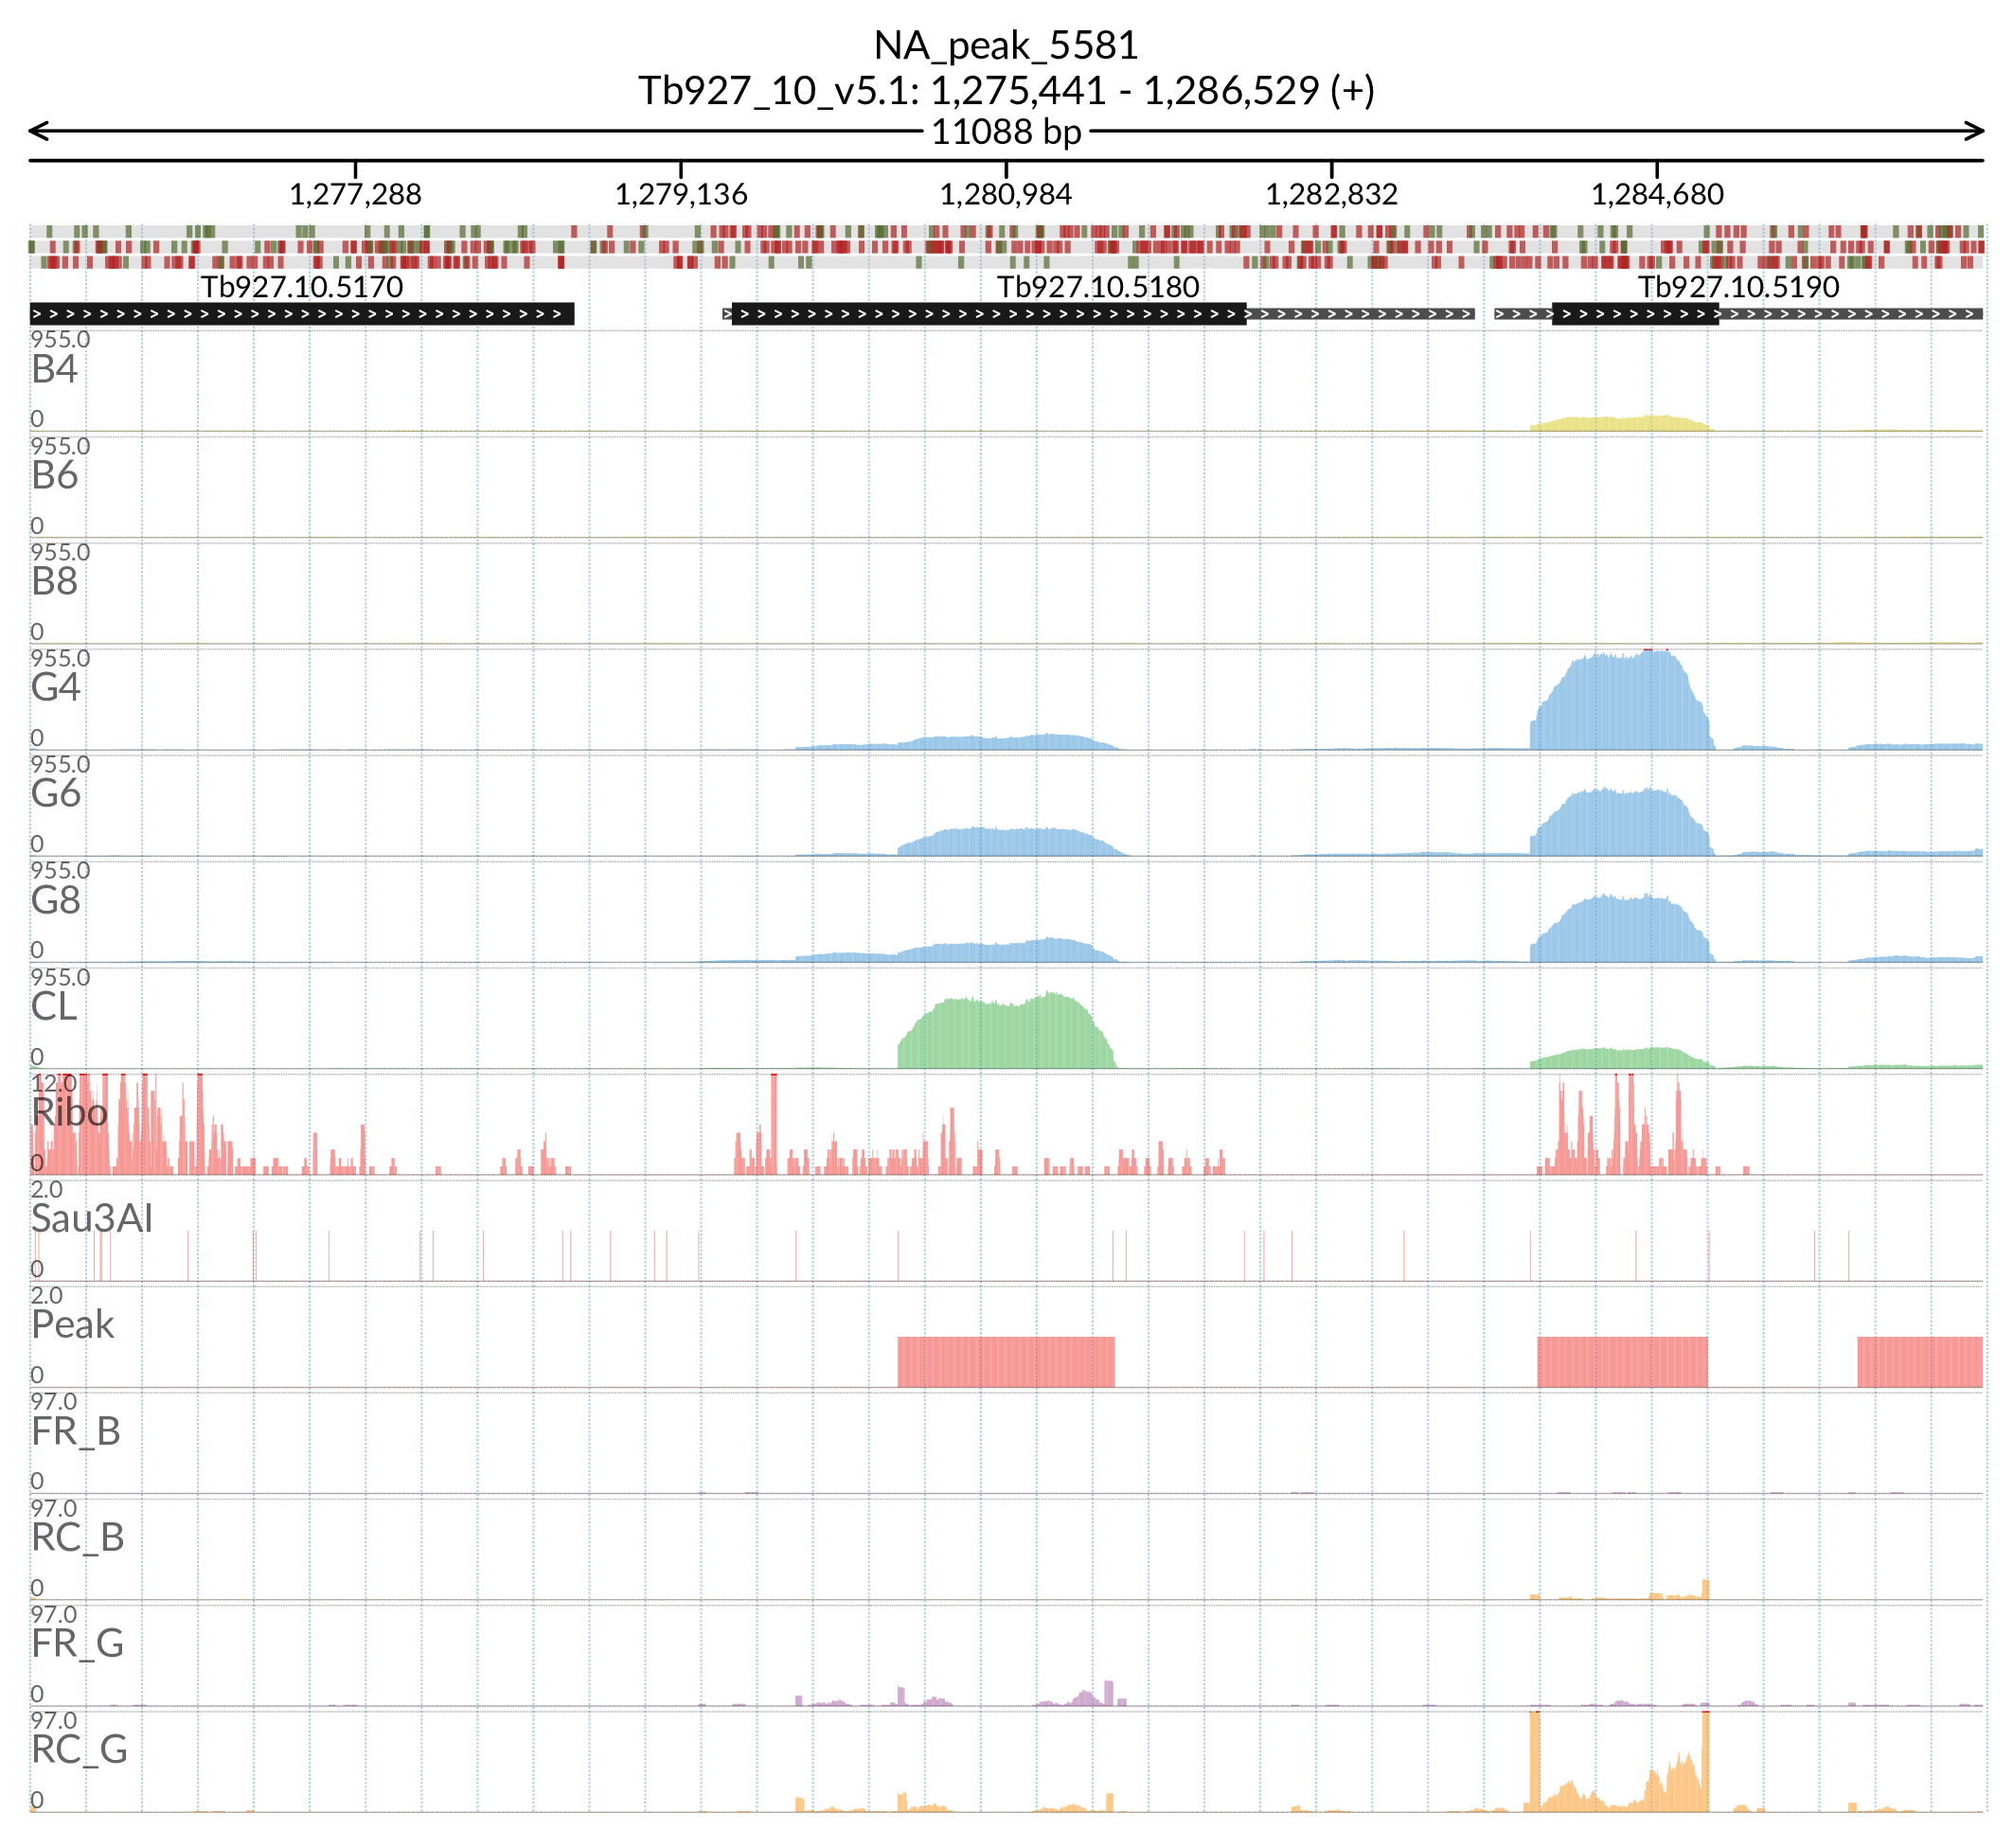 NA_peak_5581
Tb927_10_v5.1: 1,275,441 - 1,286,529 (+)
11088 bp
1,277,288 1,279,136 1,280,984 1,282,832 1,284,680
Tb927.10.5170 Tb927.10.5180 Tb927.10.5190
955.0
B4
0
955.0
B6
0
955.0
B8
0
955.0
G4
0
955.0
G6
0
955.0
G8
0
955.0
CL
0
12.0
Ribo
0
2.0
Sau3AI
0
2.0
Peak
0
97.0
FR_B
0
97.0
RC_B
0
97.0
FR_G
0
97.0
RC_G
0